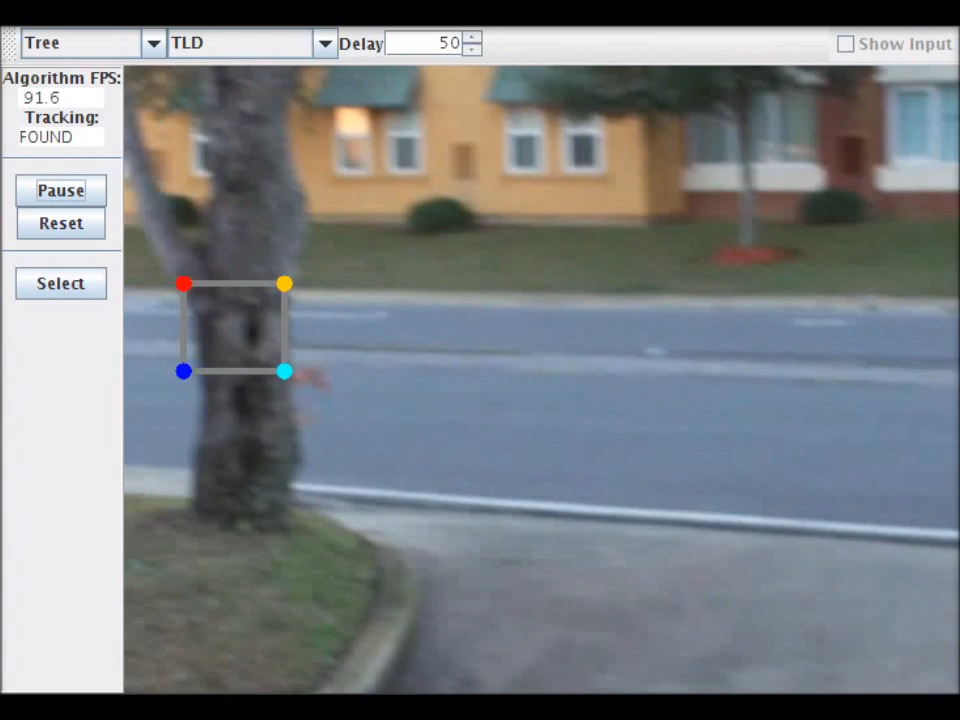 Tree TLD Delay 50 Show Input
Algorithm FPS:
91.6
Tracking:
FOUND
Pause
Reset
Select